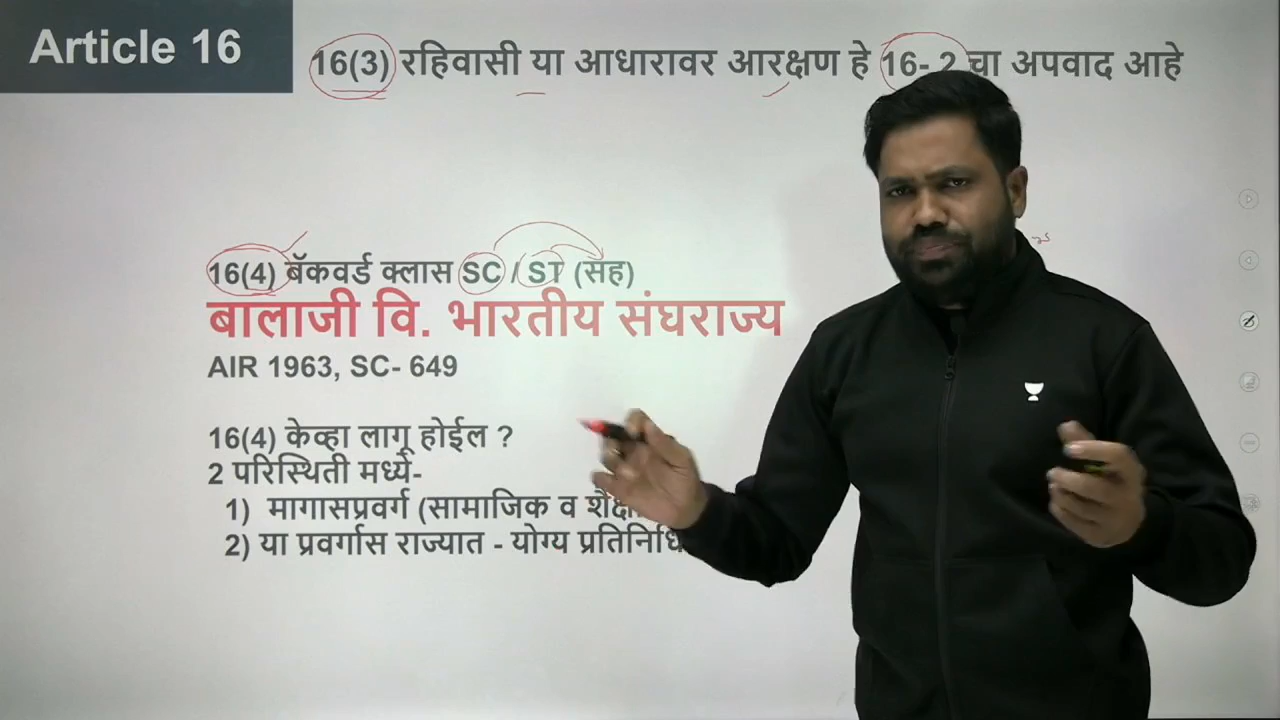 Article 16
16(3) रहिवासी या आधारावर आरक्षण हे 16- 2 चा अपवाद आहे
16(4) बॅकवर्ड क्लास SC / ST (सह)
बालाजी वि. भारतीय संघराज्य
AIR 1963, SC- 649
16(4) केव्हा लागू होईल ?
2 परिस्थिती मध्ये-
1) मागासप्रवर्ग (सामाजिक व
2) या प्रवर्गास राज्यात - योग्य